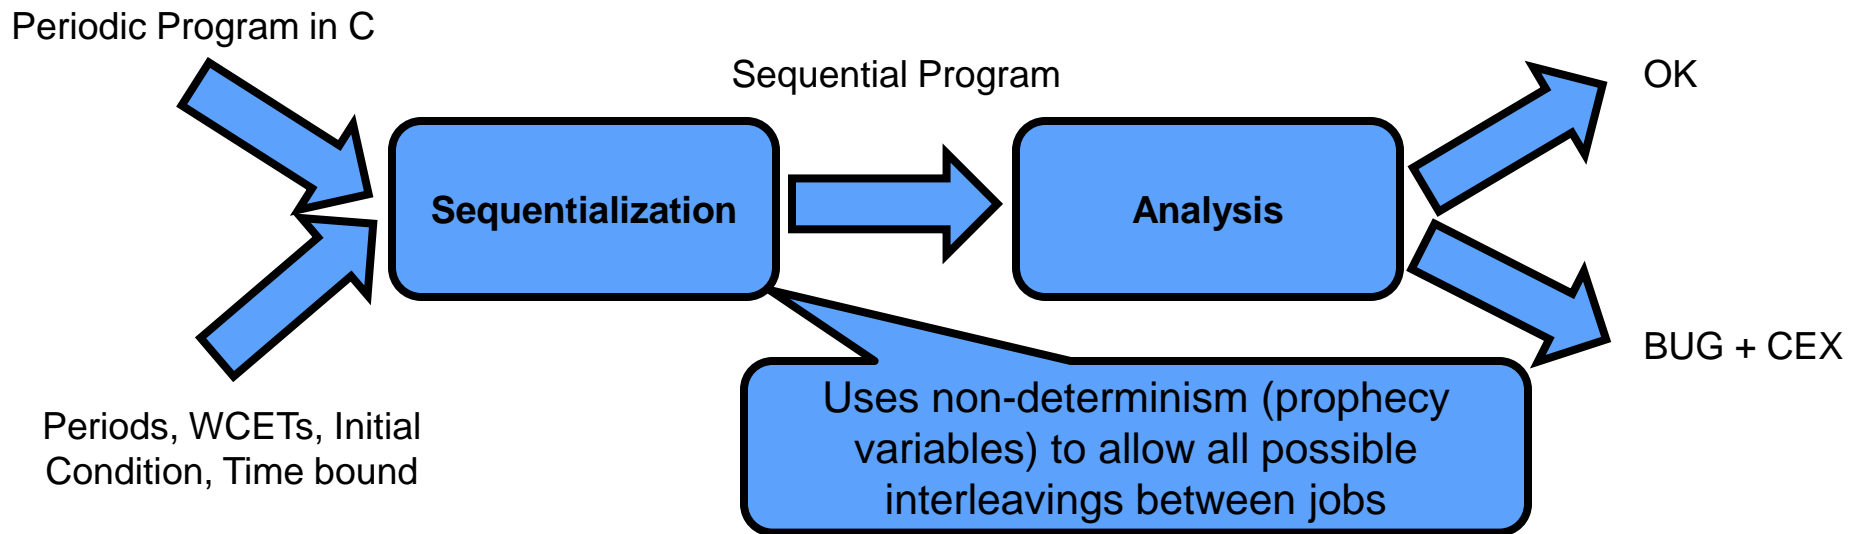 Periodic Program in C
Sequential Program
OK
Sequentialization
Analysis
BUG + CEX
Periods, WCETs, Initial
Condition, Time bound
Uses non-determinism (prophecy
variables) to allow all possible
interleavings between jobs